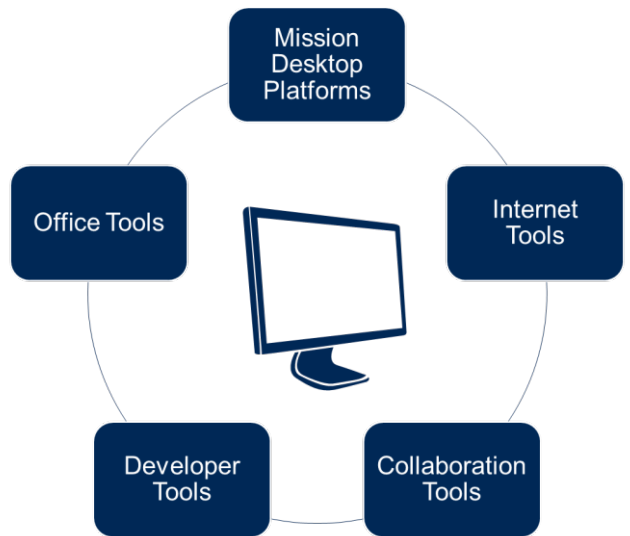 Mission
Desktop
Platforms
Office Tools
Internet
Tools
Developer
Tools
Collaboration
Tools